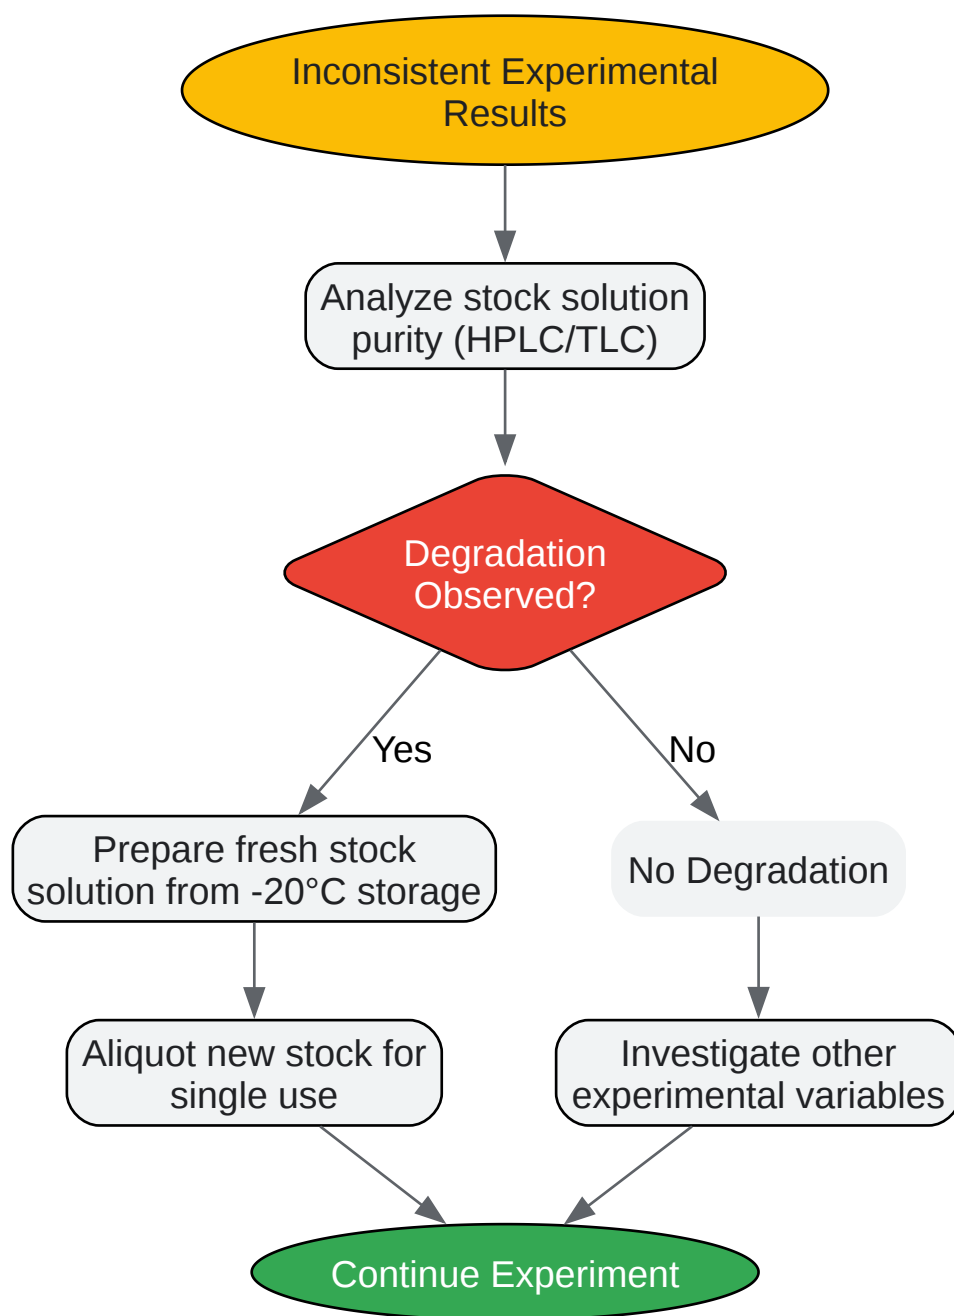 Inconsistent Experimental
Results
Analyze stock solution
purity (HPLC/TLC)
Degradation
Observed?
Yes
No
Prepare fresh stock
solution from -20°C storage
No Degradation
Aliquot new stock for
single use
Investigate other
experimental variables
Continue Experiment